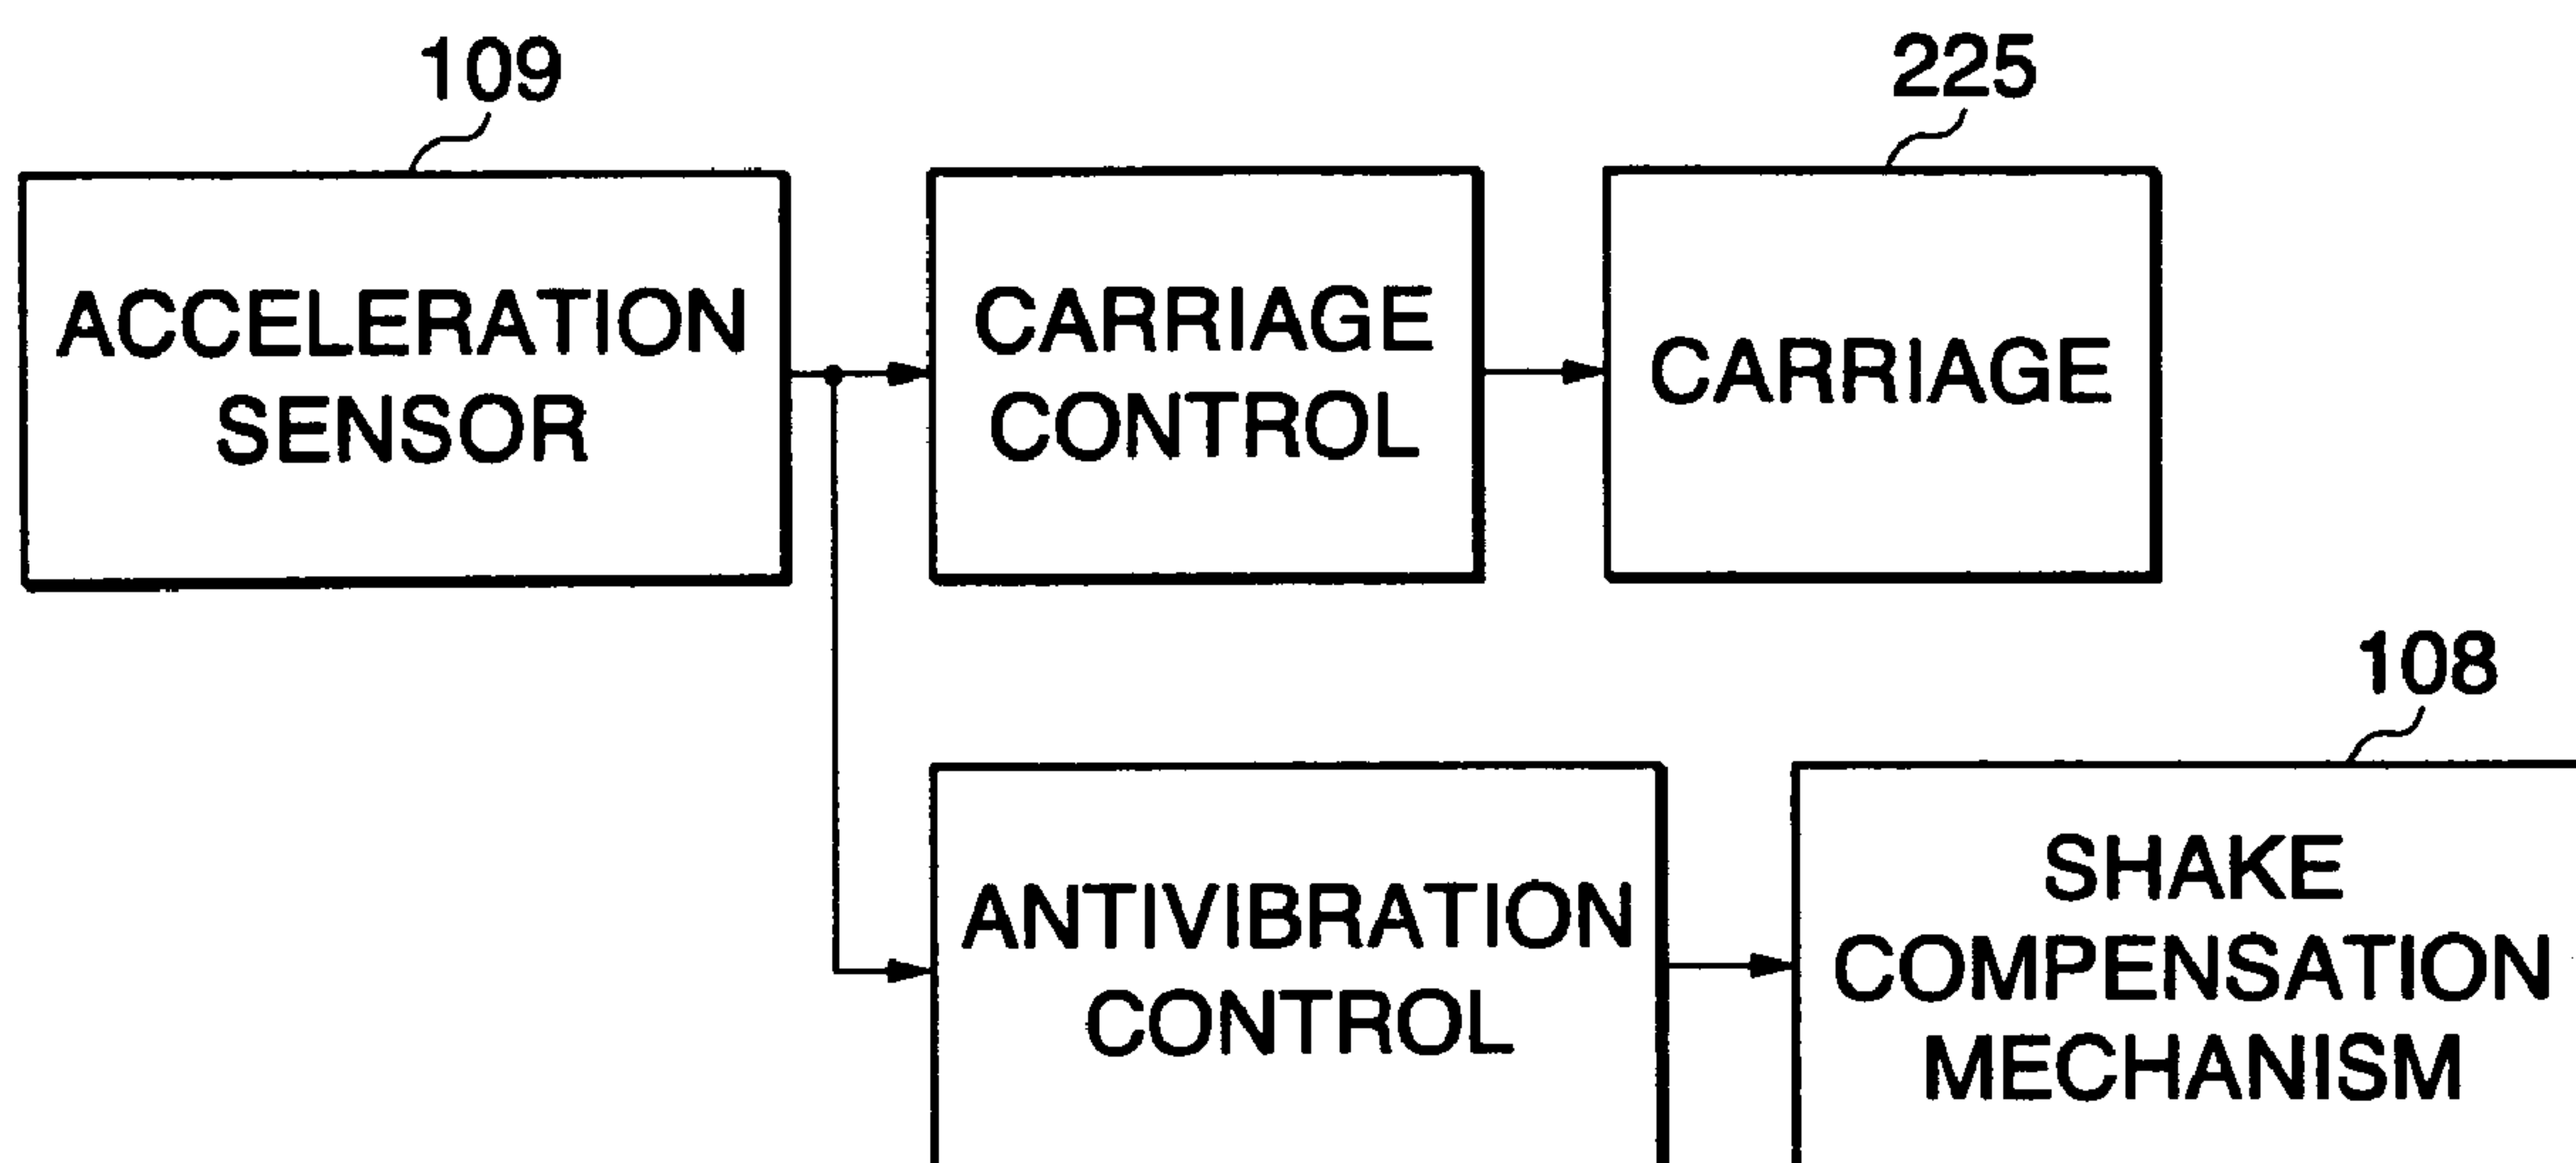 109
225
ACCELERATION
SENSOR
CARRIAGE
CONTROL
CARRIAGE
108
ANTIVIBRATION
CONTROL
SHAKE
COMPENSATION
MECHANISM